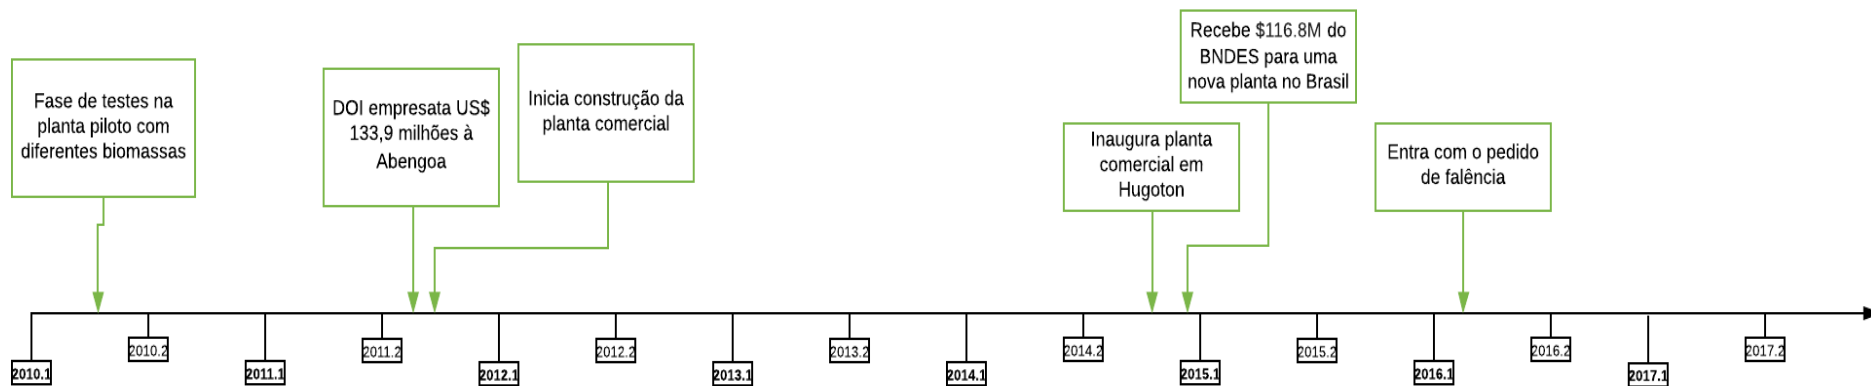 Fase de testes na
planta piloto com
diferentes biomassas
DOI empresata US$
133,9 milhões à
Abengoa
Inicia construção da
planta comercial
Inaugura planta
comercial em
Hugoton
Recebe $116.8M do
BNDES para uma
nova planta no Brasil
Entra com o pedido
de falência
2010.1
2010.2
2011.1
2011.2
2012.1
2012.2
2013.1
2013.2
2014.1
2014.2
2015.1
2015.2
2016.1
2016.2
2017.1
2017.2